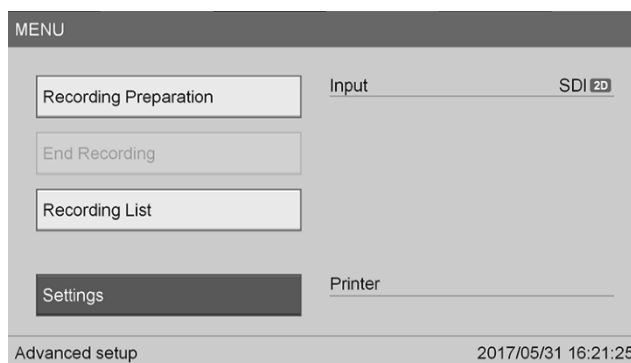 MENU
Recording Preparation
Input SDI 2D
End Recording
Recording List
Settings
Printer
Advanced setup 2017/05/31 16:21:25